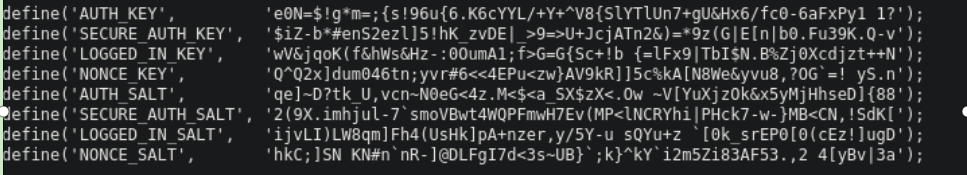 define('AUTH_KEY',         'e0N=$!g*m=;{s!96u{6.K6cYYL/+Y+^V8{SlYTlUn7+gU&Hx6/fc0-6aFxPy1 1?');
define('SECURE_AUTH_KEY',  '$iZ-b*#enS2ezl]5!hK_zvDE|_>9=>U+JcjATn2&)=*9z(G|E[n|b0.Fu39K.Q-v');
define('LOGGED_IN_KEY',    'wV&jqoK(f&hWs&Hz-:0OumA1;f>G=G{Sc+!b {=lFx9|TbI$N.B%Zj0Xcdjzt++N');
define('NONCE_KEY',        'Q^Q2x]dum046tn;yvr#6<<4EPu<zw}AV9kR]]5c%kA[N8We&yvu8,?OG`=! yS.n');
define('AUTH_SALT',        'qe]~D?tk_U,vcn~N0eG<4z.M<$<a_SX$zX<.Ow ~V[YuXjzOk&x5yMjHhseD]{88');
define('SECURE_AUTH_SALT', '2(9X.imhjul-7`smoVBwt4WQPFmwH7Ev(MP<lNCRYhi|PHck7-w-}MB<CN,!SdK[');
define('LOGGED_IN_SALT',   'ijvLI)LW8qm]Fh4(UsHk]pA+nzer,y/5Y-u sQYu+z `[0k_srEP0[0(cEz!]ugD');
define('NONCE_SALT',       'hkC;]SN KN#n`nR-]@DLFgI7d<3s~UB}`;k}^kY`i2m5Zi83AF53.,2 4[yBv|3a');